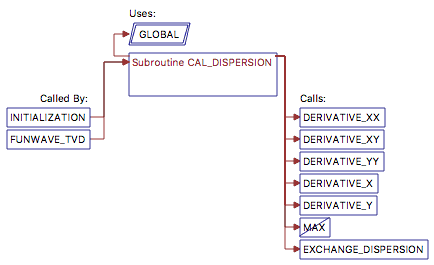 Uses:
GLOBAL
Subroutine CAL_DISPERSION
Called By:
INITIALIZATION
FUNWAVE_TVD
Calls:
DERIVATIVE_XX
DERIVATIVE_XY
DERIVATIVE_YY
DERIVATIVE_X
DERIVATIVE_Y
MAX
EXCHANGE_DISPERSION